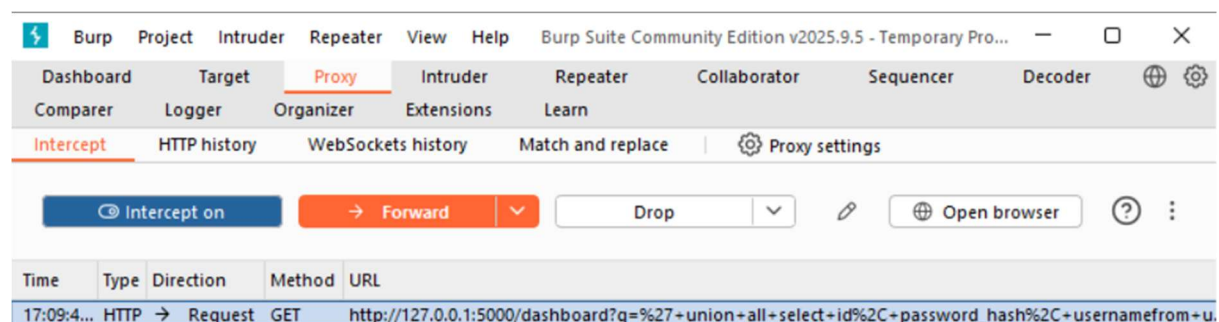 Burp Project Intruder Repeater View Help Burp Suite Community Edition v2025.9.5 - Temporary Pro...
Dashboard Target Proxy Intruder Repeater Collaborator Sequencer Decoder
Comparer Logger Organizer Extensions Learn
Intercept HTTP history WebSockets history Match and replace Proxy settings
Intercept on → Forward Drop Open browser ?
Time Type Direction Method URL
17:09:4... HTTP → Request GET http://127.0.0.1:5000/dashboard?q=%27+union+all+select+id%2C+password_hash%2C+usernamefrom+u.